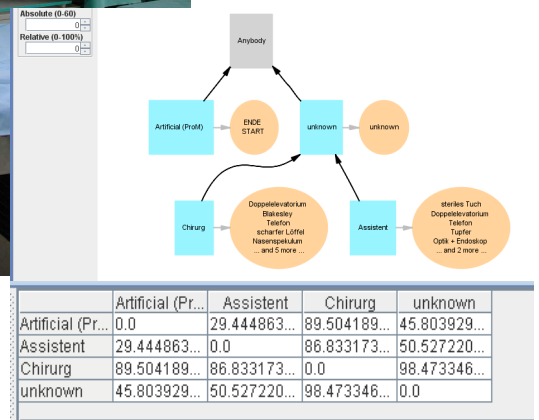 Absolute (0-60)
0
Relative (0-100%)
0
Anybody
Artificial (ProM)
ENDE
START
unknown
unknown
Chirurg
Doppelelevatorium
Blakesley
Telefon
scharfer Löffel
Nasenspekulum
... and 5 more ...
Assistent
steriles Tuch
Doppelelevatorium
Telefon
Tupfer
Optik + Endoskop
... and 2 more ...
Artificial (Pr... Assistent Chirurg unknown
Artificial (Pr... 0.0 29.444863... 89.504189... 45.803929...
Assistent 29.444863... 0.0 86.833173... 50.527220...
Chirurg 89.504189... 86.833173... 0.0 98.473346...
unknown 45.803929... 50.527220... 98.473346... 0.0